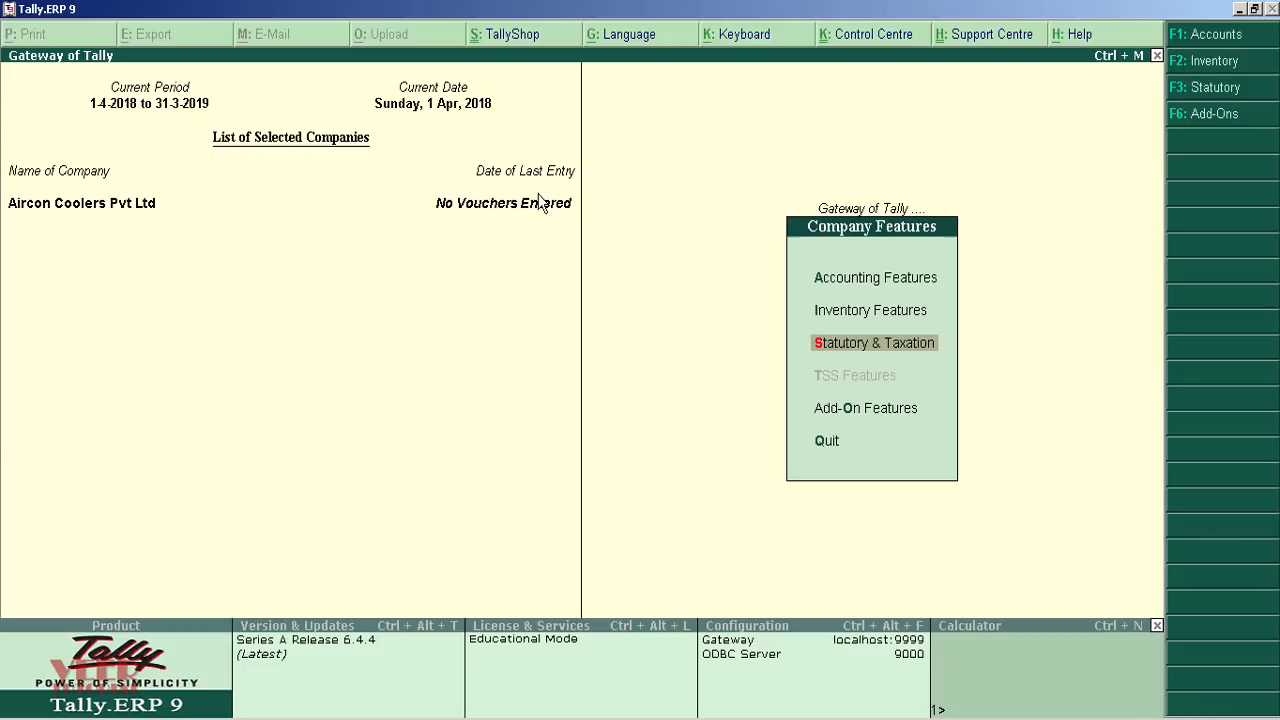 Tally.ERP 9
P: Print
E: Export
M: E-Mail
O: Upload
S: TallyShop
G: Language
K: Keyboard
K: Control Centre
H: Support Centre
H: Help
F1: Accounts
F2: Inventory
F3: Statutory
F6: Add-Ons
Gateway of Tally
Ctrl + M
Current Period
1-4-2018 to 31-3-2019
Current Date
Sunday, 1 Apr, 2018
List of Selected Companies
Name of Company
Date of Last Entry
Aircon Coolers Pvt Ltd
No Vouchers Entered
Gateway of Tally ....
Company Features
Accounting Features
Inventory Features
Statutory & Taxation
TSS Features
Add-On Features
Quit
Product
Tally
POWER OF SIMPLICITY
Tally.ERP 9
Version & Updates Ctrl + Alt + T
Series A Release 6.4.4
(Latest)
License & Services Ctrl + Alt + L
Educational Mode
Configuration Ctrl + Alt + F
Gateway localhost:9999
ODBC Server 9000
Calculator Ctrl + N
1>